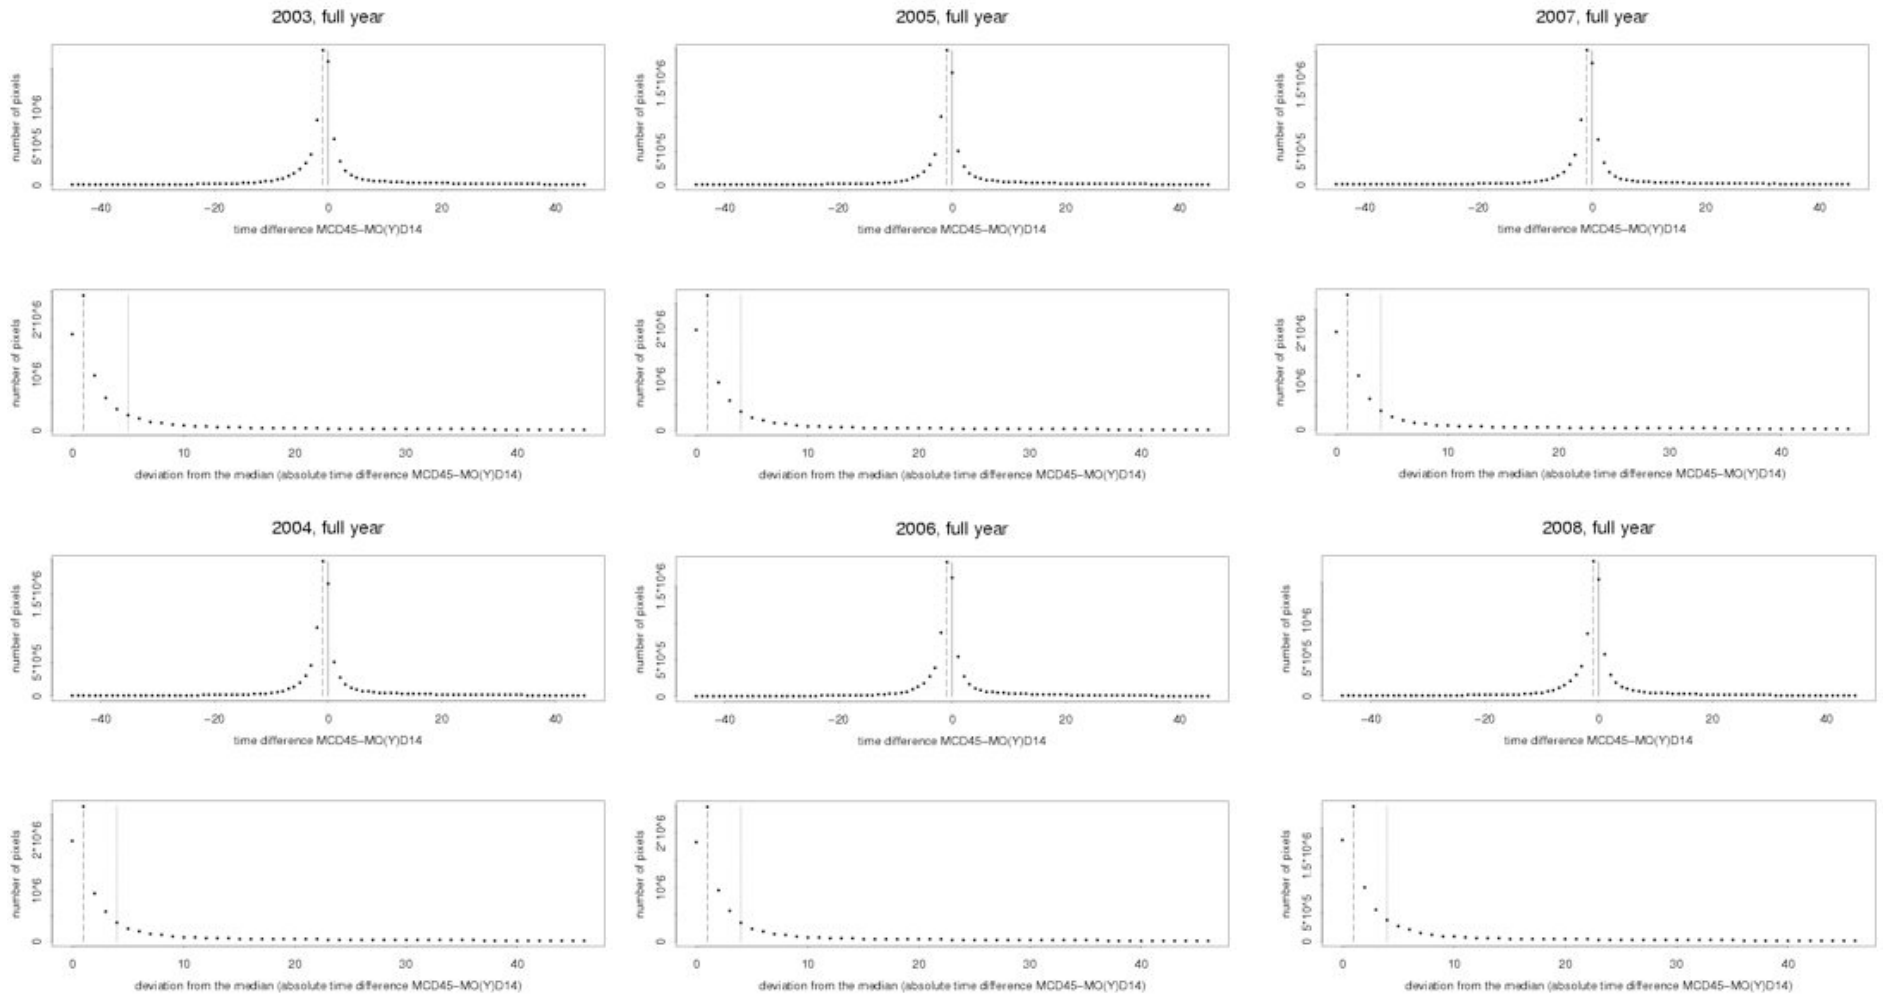 2003, full year
number of pixels
5*10^5 10^6
0
−40 −20 0 20 40
time difference MCD45−MO(Y)D14
number of pixels
0 10^6 2*10^6
0 10 20 30 40
deviation from the median (absolute time difference MCD45−MO(Y)D14)
2005, full year
number of pixels
0 5*10^5 1.5*10^6
−40 −20 0 20 40
time difference MCD45−MO(Y)D14
number of pixels
0 10^6 2*10^6
0 10 20 30 40
deviation from the median (absolute time difference MCD45−MO(Y)D14)
2007, full year
number of pixels
0 5*10^5 1.5*10^6
−40 −20 0 20 40
time difference MCD45−MO(Y)D14
number of pixels
0 10^6 2*10^6
0 10 20 30 40
deviation from the median (absolute time difference MCD45−MO(Y)D14)
2004, full year
number of pixels
0 5*10^5 1.5*10^6
−40 −20 0 20 40
time difference MCD45−MO(Y)D14
number of pixels
0 10^6 2*10^6
0 10 20 30 40
deviation from the median (absolute time difference MCD45−MO(Y)D14)
2006, full year
number of pixels
0 5*10^5 1.5*10^6
−40 −20 0 20 40
time difference MCD45−MO(Y)D14
number of pixels
0 10^6 2*10^6
0 10 20 30 40
deviation from the median (absolute time difference MCD45−MO(Y)D14)
2008, full year
number of pixels
0 5*10^5 10^6
−40 −20 0 20 40
time difference MCD45−MO(Y)D14
number of pixels
0 5*10^5 1.5*10^6
0 10 20 30 40
deviation from the median (absolute time difference MCD45−MO(Y)D14)